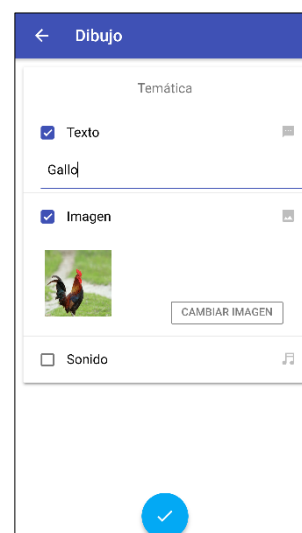 Dibujo
Temática
Texto
Gallo
Imagen
CAMBIAR IMAGEN
Sonido